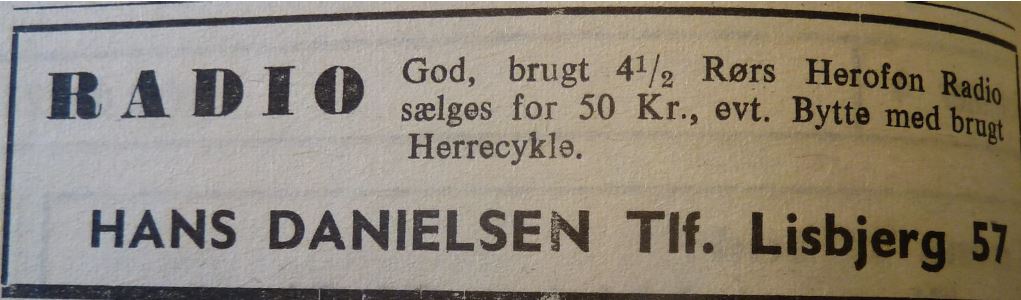 RADIO God, brugt 4½ Rørs Herofon Radio
sælges for 50 Kr., evt. Bytte med brugt
Herrecykle.
HANS DANIELSEN Tlf. Lisbjerg 57